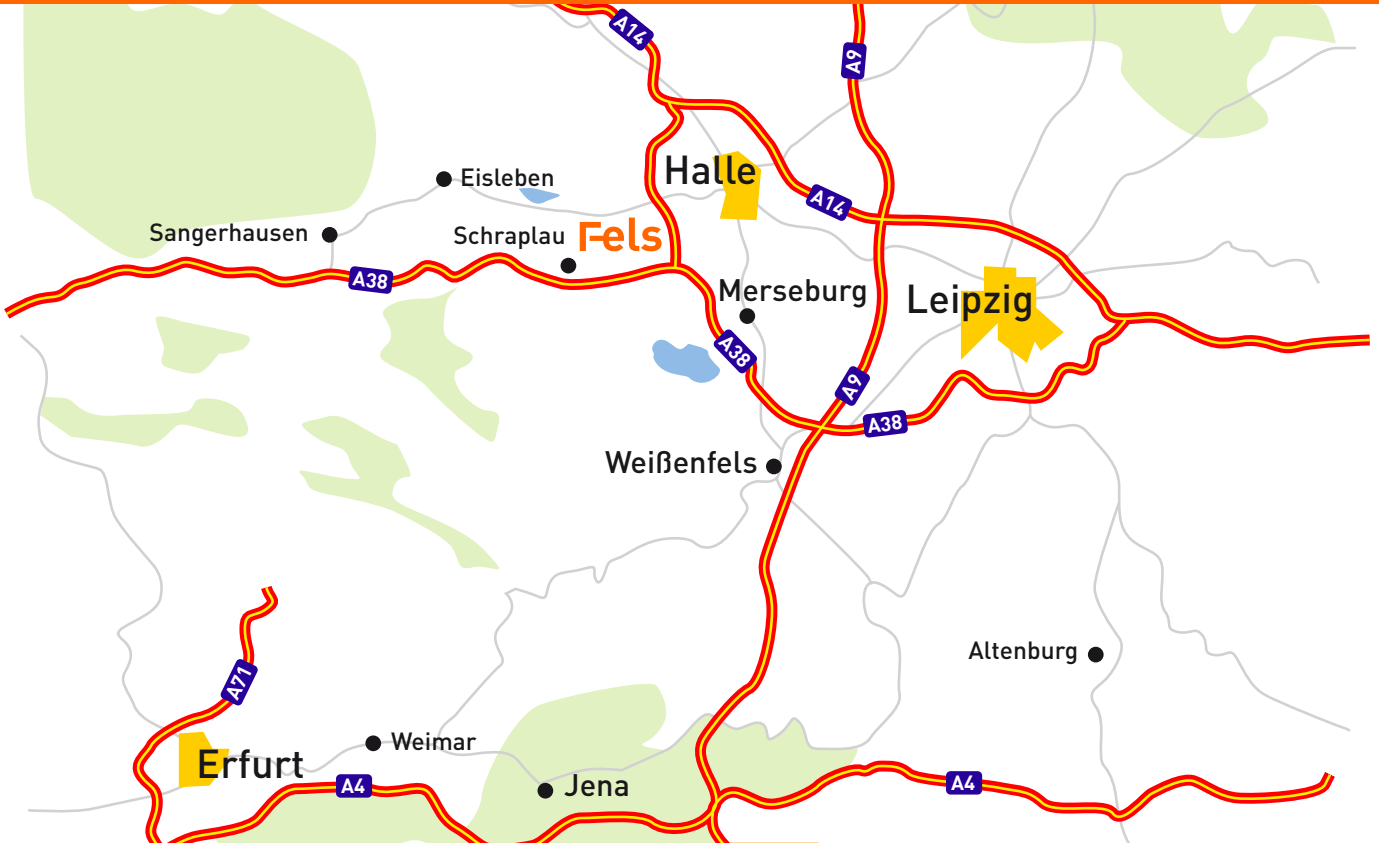 A14
A9
Halle
Eisleben
A14
Sangerhausen
Schraplau
Fels
A38
Merseburg
Leipzig
A38
A9
A38
Weißenfels
Altenburg
A71
Weimar
Erfurt
A4
Jena
A4